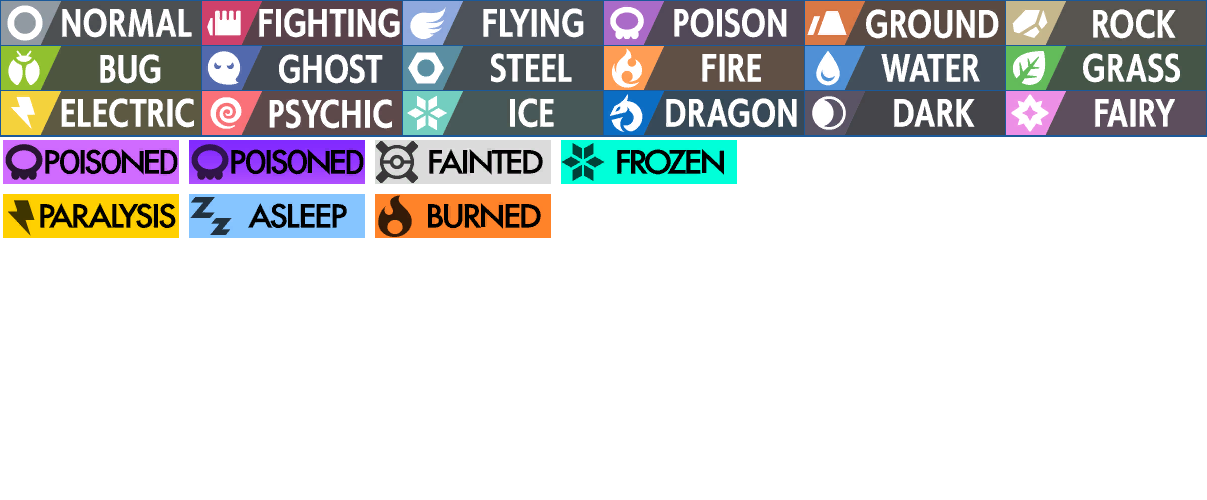 NORMAL FIGHTING FLYING POISON GROUND ROCK
BUG GHOST STEEL FIRE WATER GRASS
ELECTRIC PSYCHIC ICE DRAGON DARK FAIRY
POISONED POISONED FAINTED FROZEN
PARALYSIS ASLEEP BURNED